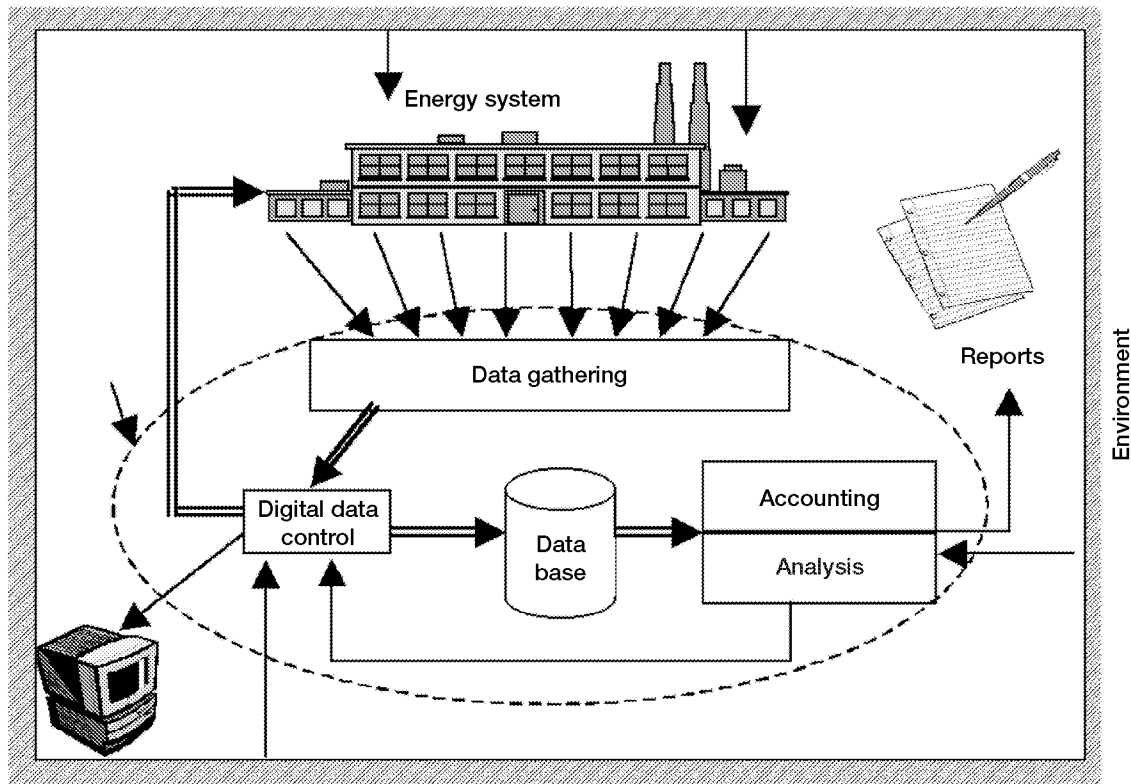 Energy system
Reports
Environment
Data gathering
Digital data
control
Data
base
Accounting
Analysis